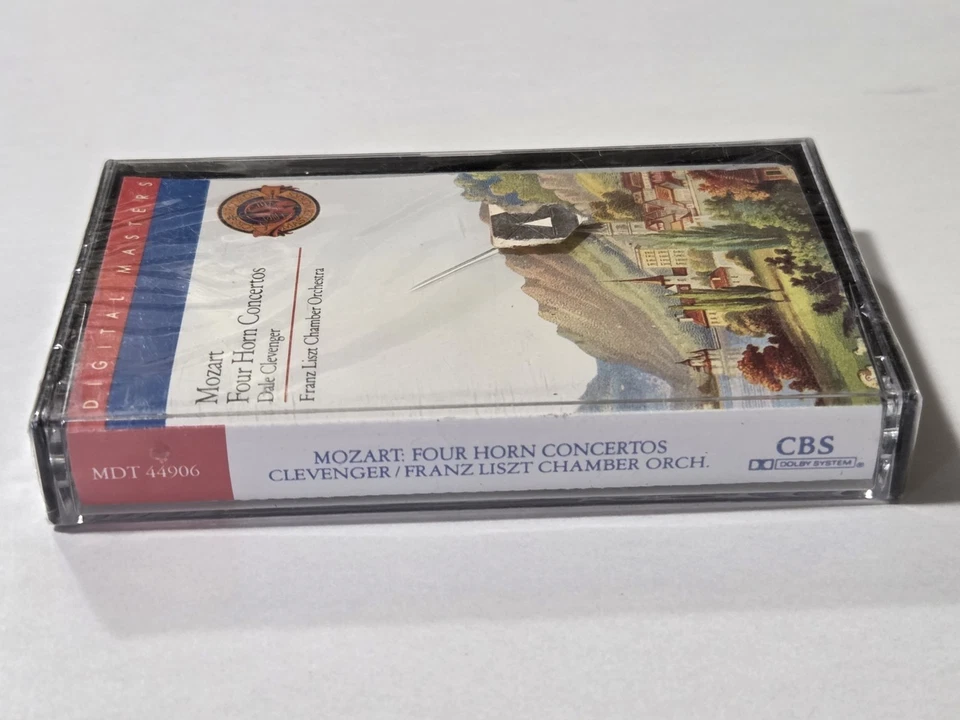 DIGITAL MASTERS
Mozart
Four Horn Concertos
Dale Clevenger
Franz Liszt Chamber Orchestra
MDT 44906
MOZART: FOUR HORN CONCERTOS
CLEVENGER / FRANZ LISZT CHAMBER ORCH.
CBS
DOLBY SYSTEM